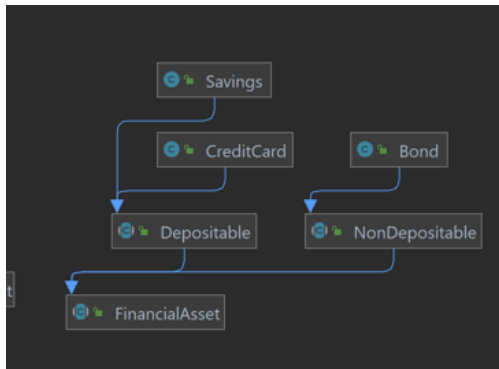 Savings
CreditCard
Bond
Depositable
NonDepositable
t
FinancialAsset